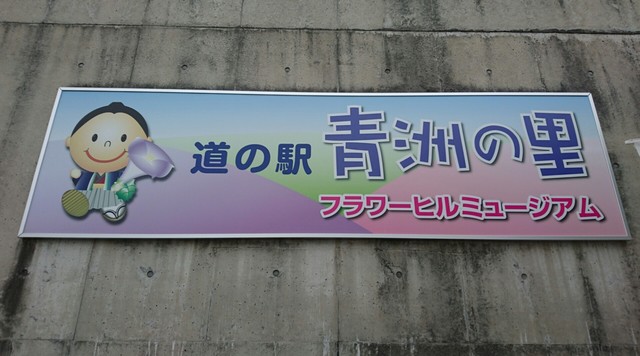 道の駅 青洲の里
フラワーヒルミュージアム